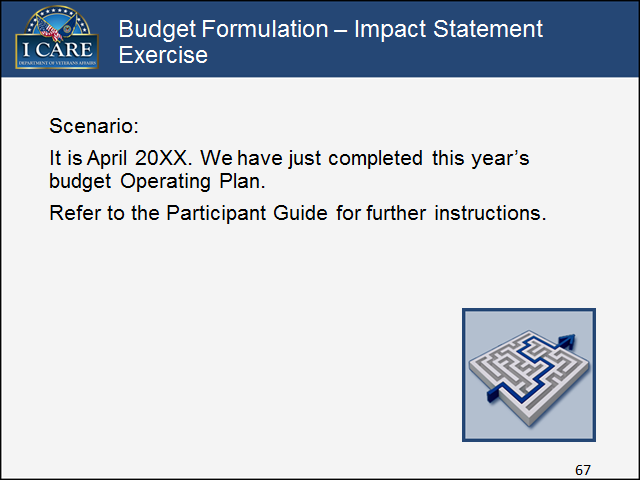 I CARE
DEPARTMENT OF VETERANS AFFAIRS
Budget Formulation – Impact Statement
Exercise
Scenario:
It is April 20XX. We have just completed this year’s
budget Operating Plan.
Refer to the Participant Guide for further instructions.
67